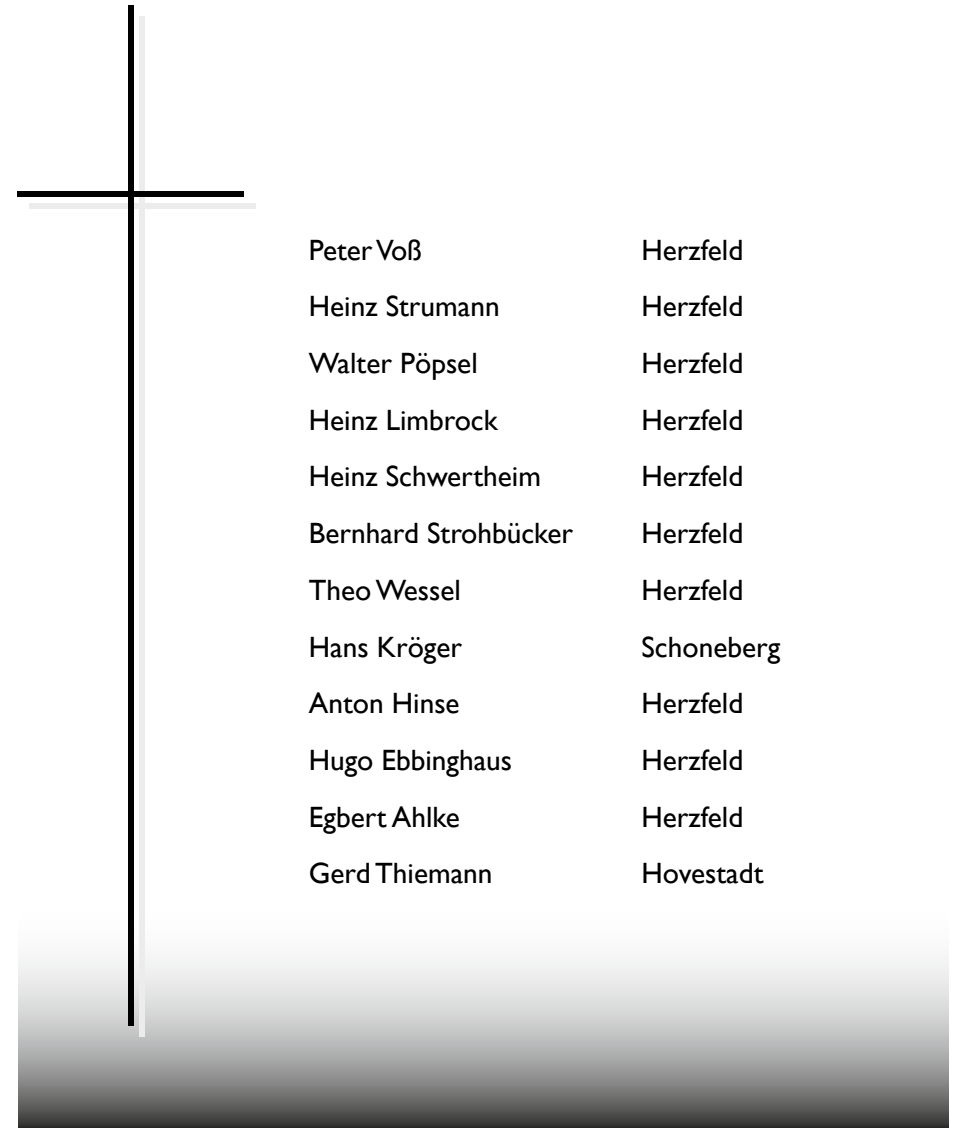 Peter Voß Herzfeld
Heinz Strumann Herzfeld
Walter Pöpsel Herzfeld
Heinz Limbrock Herzfeld
Heinz Schwertheim Herzfeld
Bernhard Strohbücker Herzfeld
Theo Wessel Herzfeld
Hans Kröger Schoneberg
Anton Hinse Herzfeld
Hugo Ebbinghaus Herzfeld
Egbert Ahlke Herzfeld
Gerd Thiemann Hovestadt